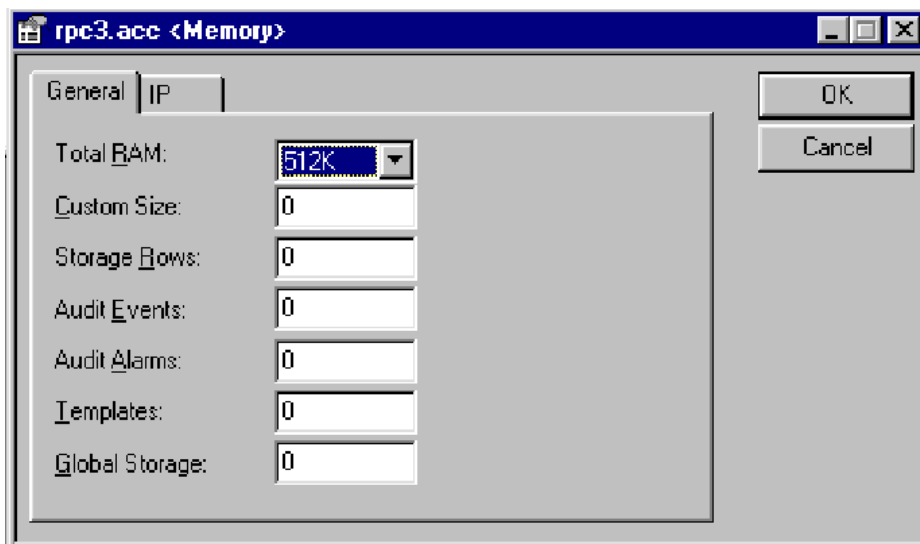 rpc3.acc <Memory>
General IP
OK
Cancel
Total RAM: 512K
Custom Size: 0
Storage Rows: 0
Audit Events: 0
Audit Alarms: 0
Templates: 0
Global Storage: 0